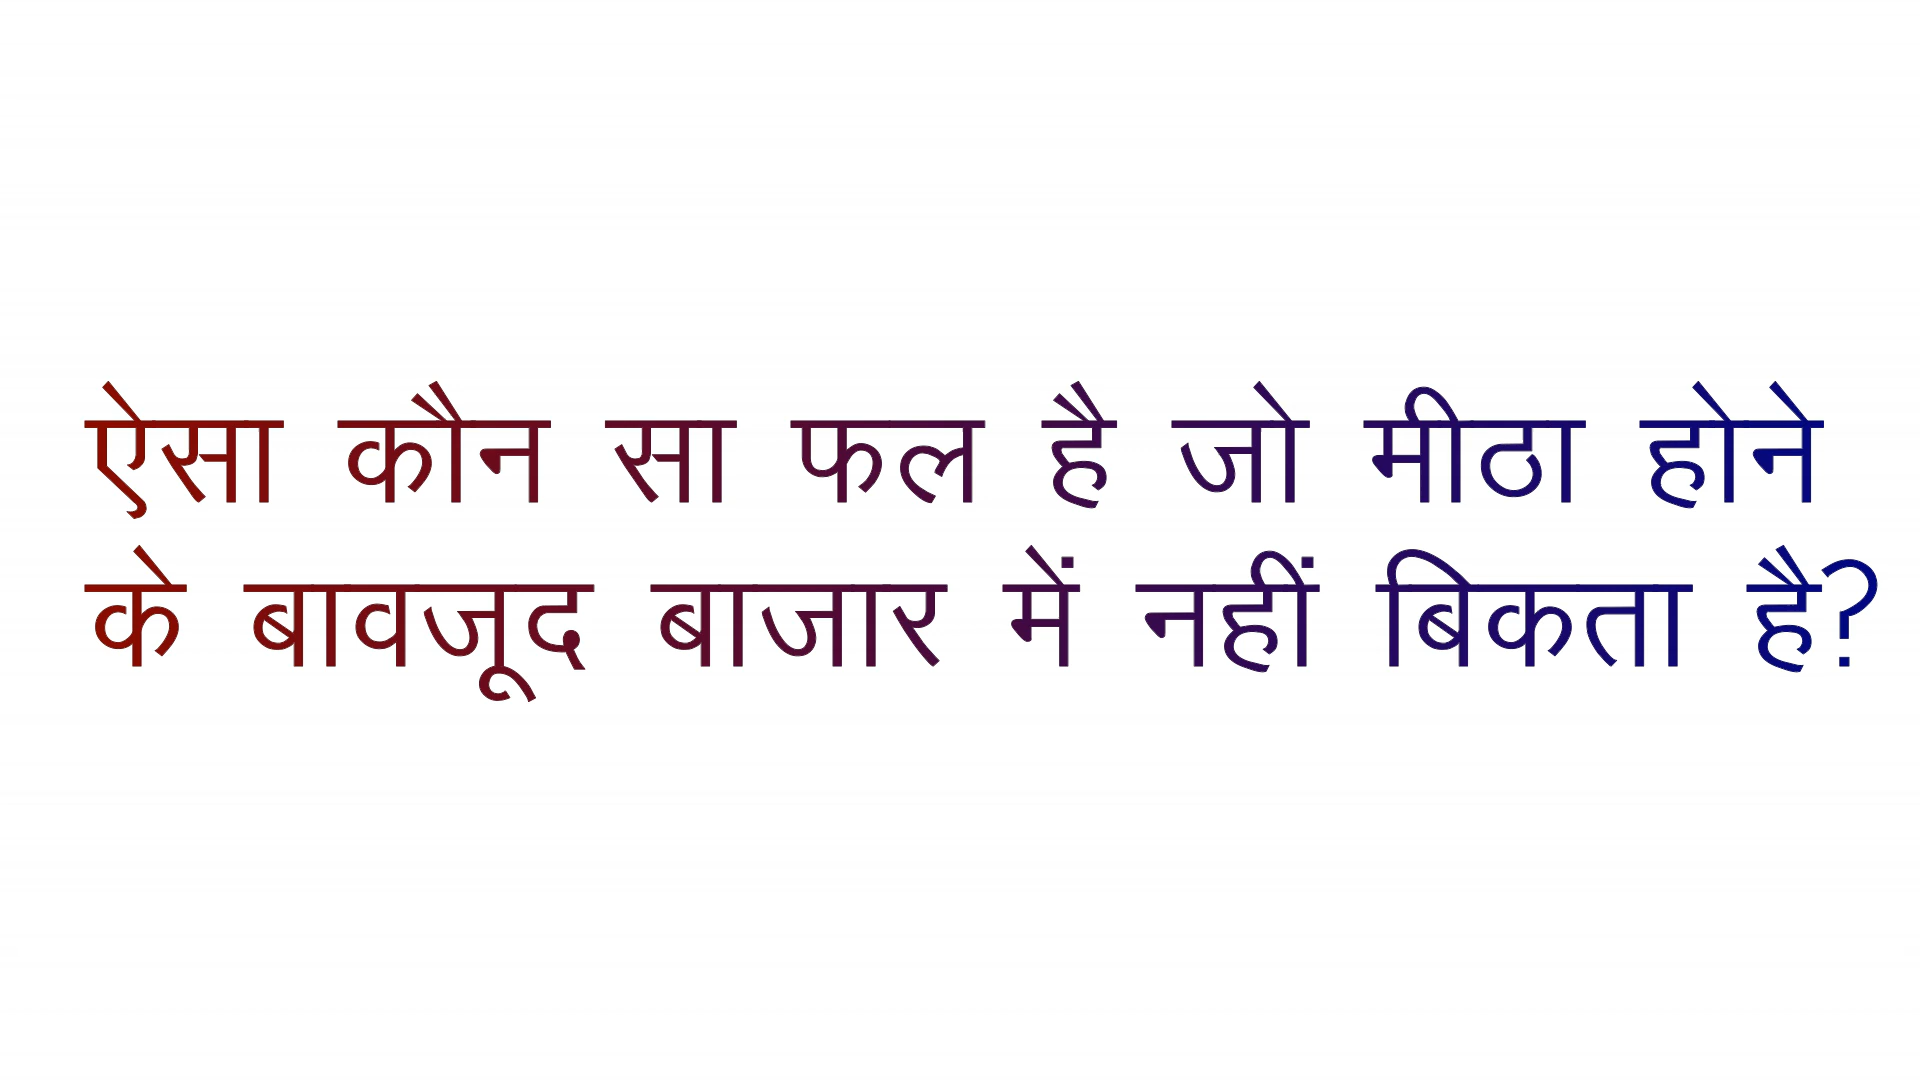 ऐसा कौन सा फल है जो मीठा होने
के बावजूद बाजार में नहीं बिकता है?